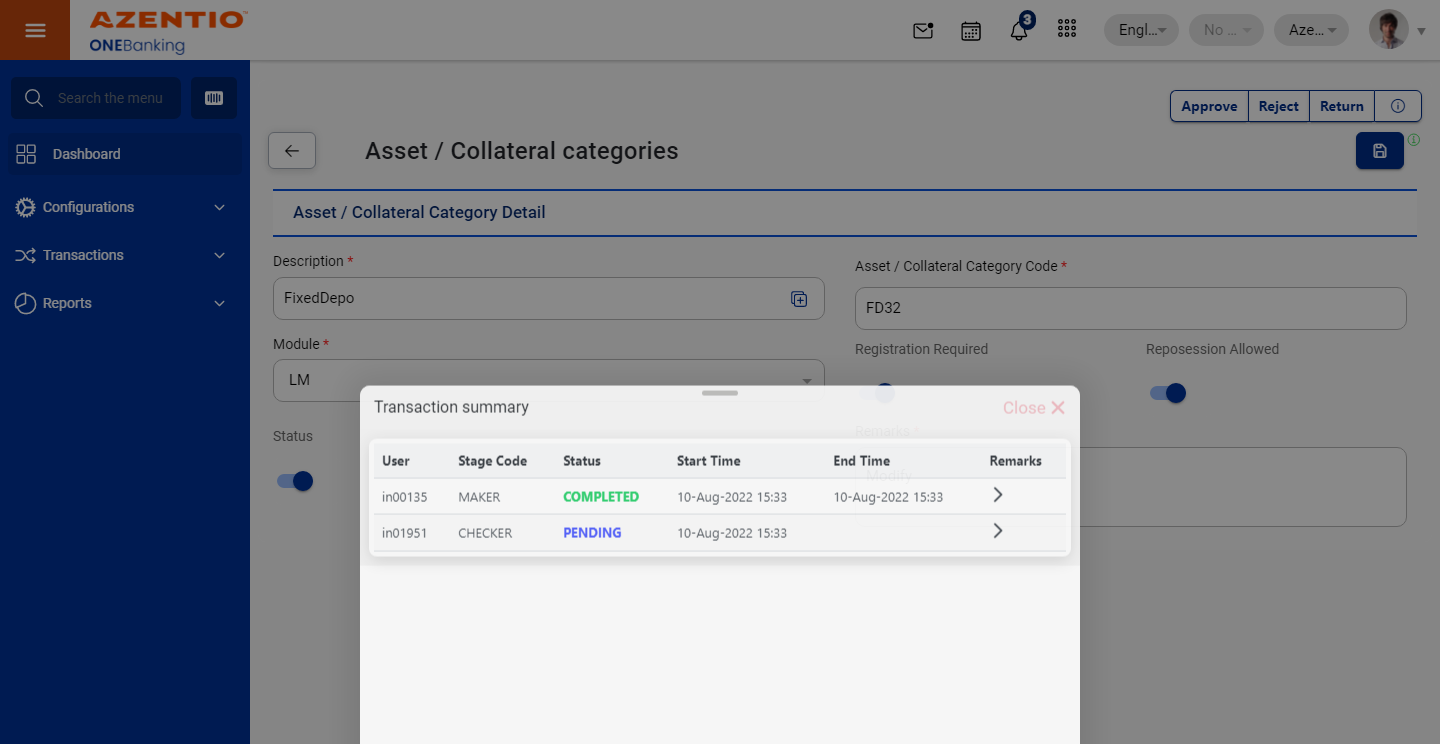 AZENTIO™
ONEBanking
3
Engl...
No ...
Aze...
Search the menu
Dashboard
Configurations
Transactions
Reports
Approve
Reject
Return
Asset / Collateral categories
Asset / Collateral Category Detail
Description *
FixedDepo
Asset / Collateral Category Code *
FD32
Module *
LM
Registration Required
Reposession Allowed
Status
Remarks *
Modify
Transaction summary
Close
User Stage Code Status Start Time End Time Remarks
in00135 MAKER COMPLETED 10-Aug-2022 15:33 10-Aug-2022 15:33
in01951 CHECKER PENDING 10-Aug-2022 15:33